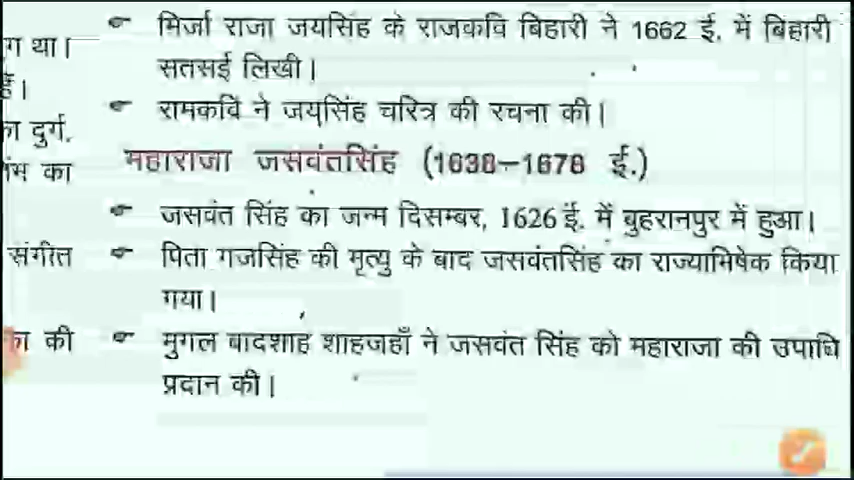 मिर्जा राजा जयसिंह के राजकवि बिहारी ने 1662 ई. में बिहारी
ग था।
सतसई लिखी।
है।
रामकवि ने जयसिंह चरित्र की रचना की।
का दुर्ग,
महाराजा जसवंतसिंह (1638–1678 ई.)
का
जसवंत सिंह का जन्म दिसम्बर, 1626 ई. में बुहरानपुर में हुआ।
संगीत
पिता गजसिंह की मृत्यु के बाद जसवंतसिंह का राज्याभिषेक किया
गया।
की
मुगल बादशाह शाहजहाँ ने जसवंत सिंह को महाराजा की उपाधि
प्रदान की।